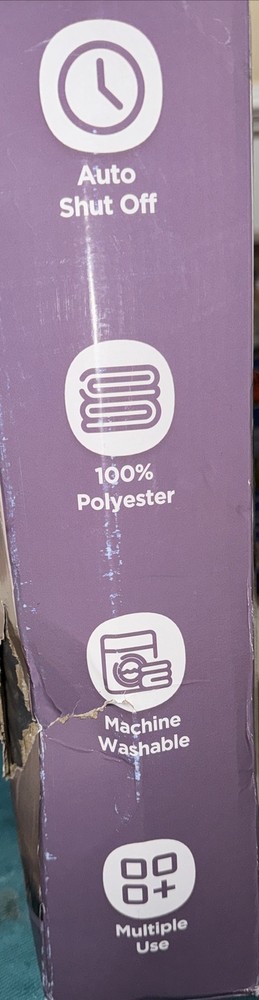 Auto
Shut Off
100%
Polyester
Machine
Washable
Multiple
Use